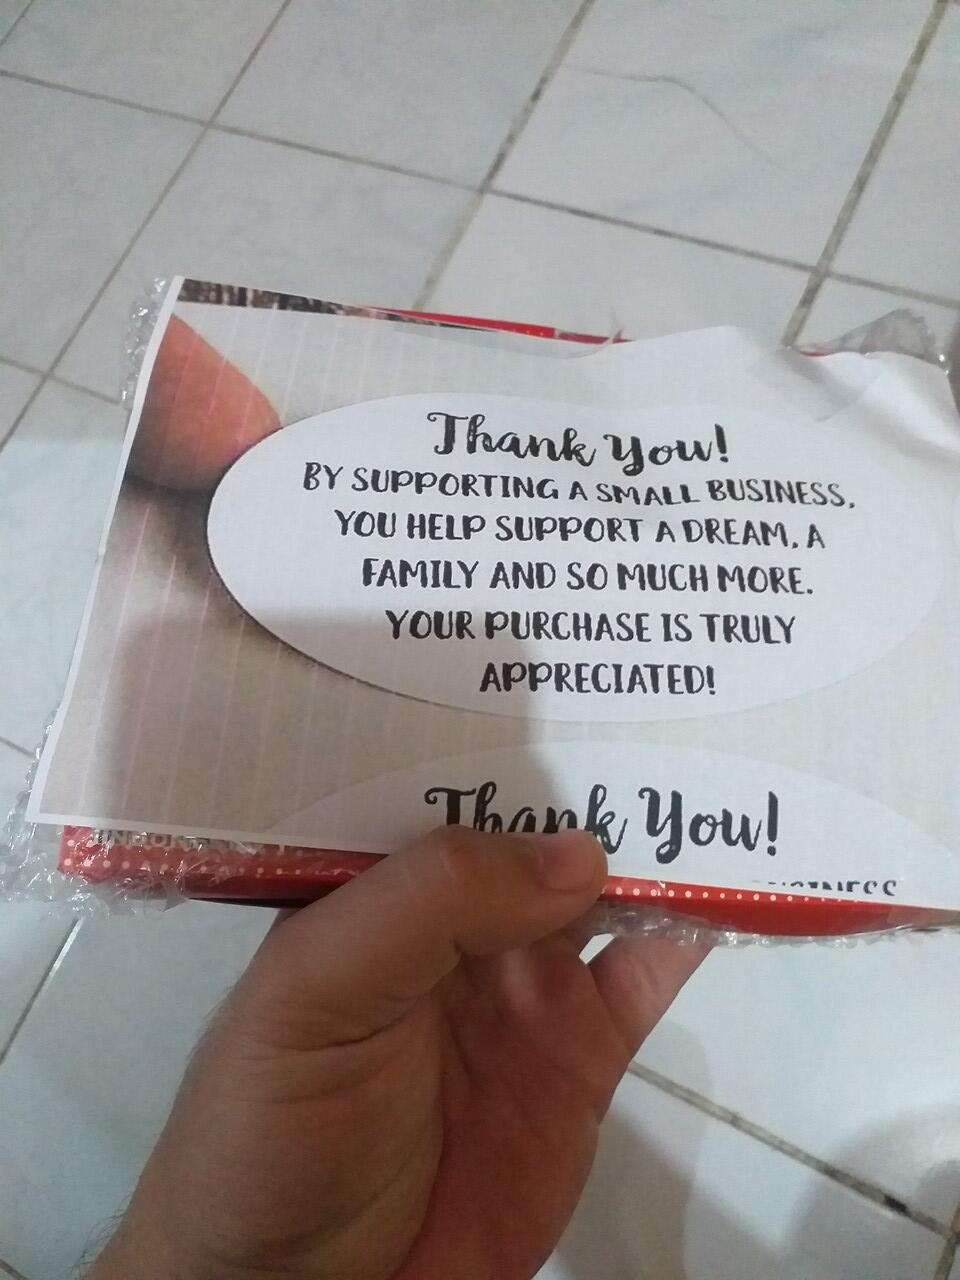 Thank You!
BY SUPPORTING A SMALL BUSINESS,
YOU HELP SUPPORT A DREAM, A
FAMILY AND SO MUCH MORE.
YOUR PURCHASE IS TRULY
APPRECIATED!
Thank You!